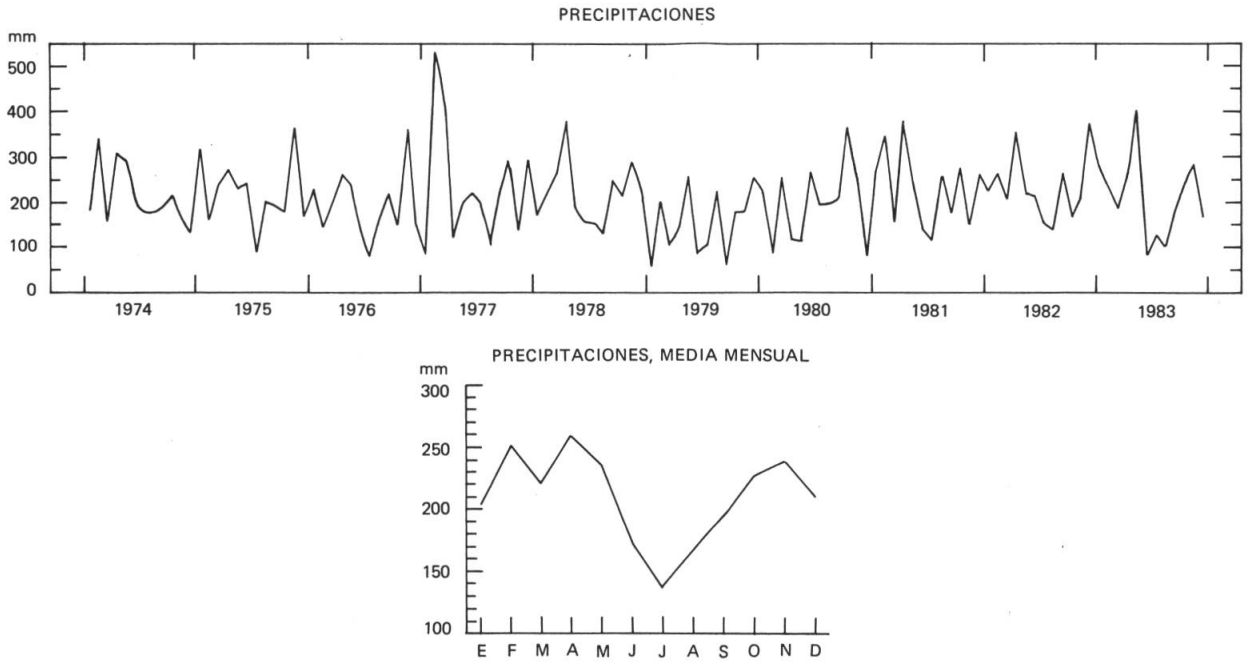 PRECIPITACIONES
mm
500
400
300
200
100
0
1974 1975 1976 1977 1978 1979 1980 1981 1982 1983
PRECIPITACIONES, MEDIA MENSUAL
mm
300
250
200
150
100
E F M A M J J A S O N D